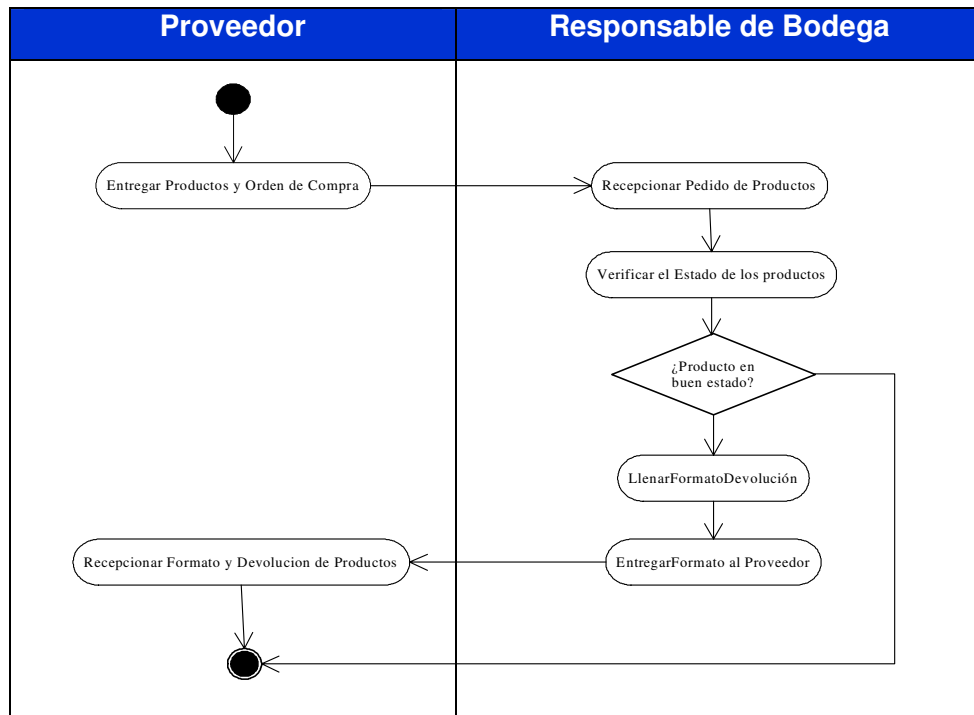 Proveedor
Responsable de Bodega
Entregar Productos y Orden de Compra
Recepcionar Pedido de Productos
Verificar el Estado de los productos
¿Producto en
buen estado?
LlenarFormatoDevolución
EntregarFormato al Proveedor
Recepcionar Formato y Devolucion de Productos